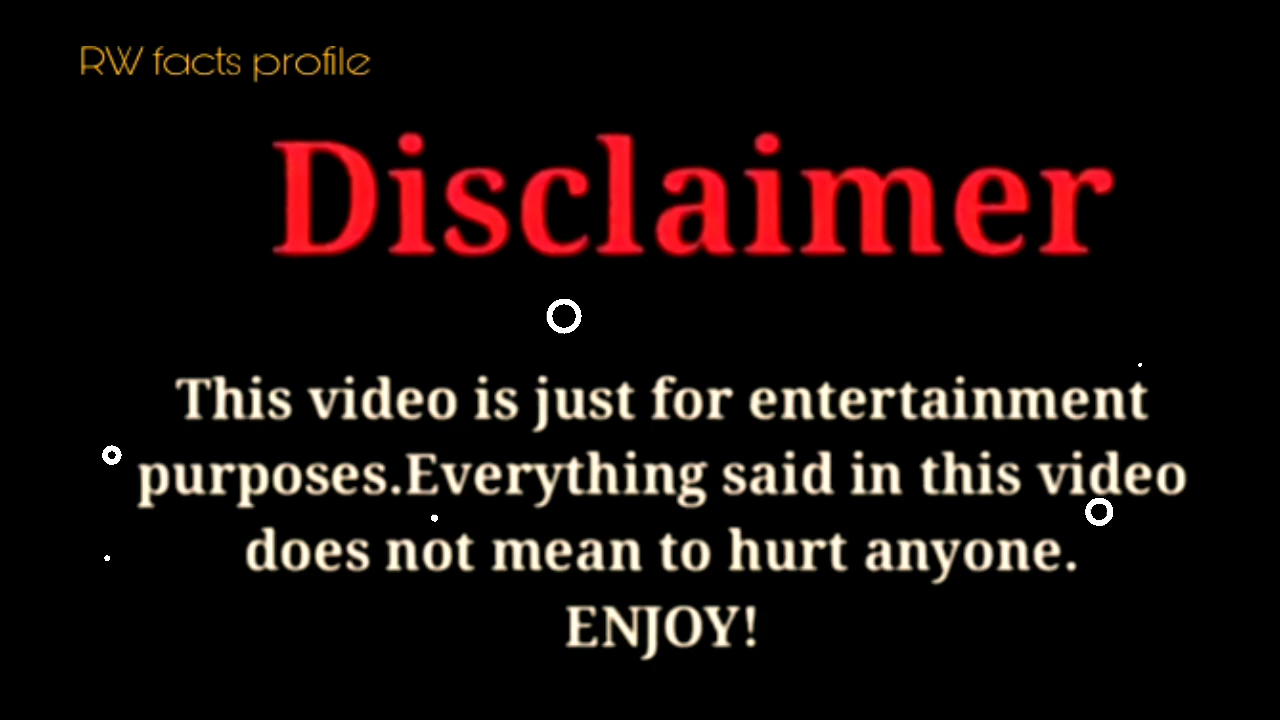 RW facts profile
Disclaimer
This video is just for entertainment
purposes.Everything said in this video
does not mean to hurt anyone.
ENJOY!